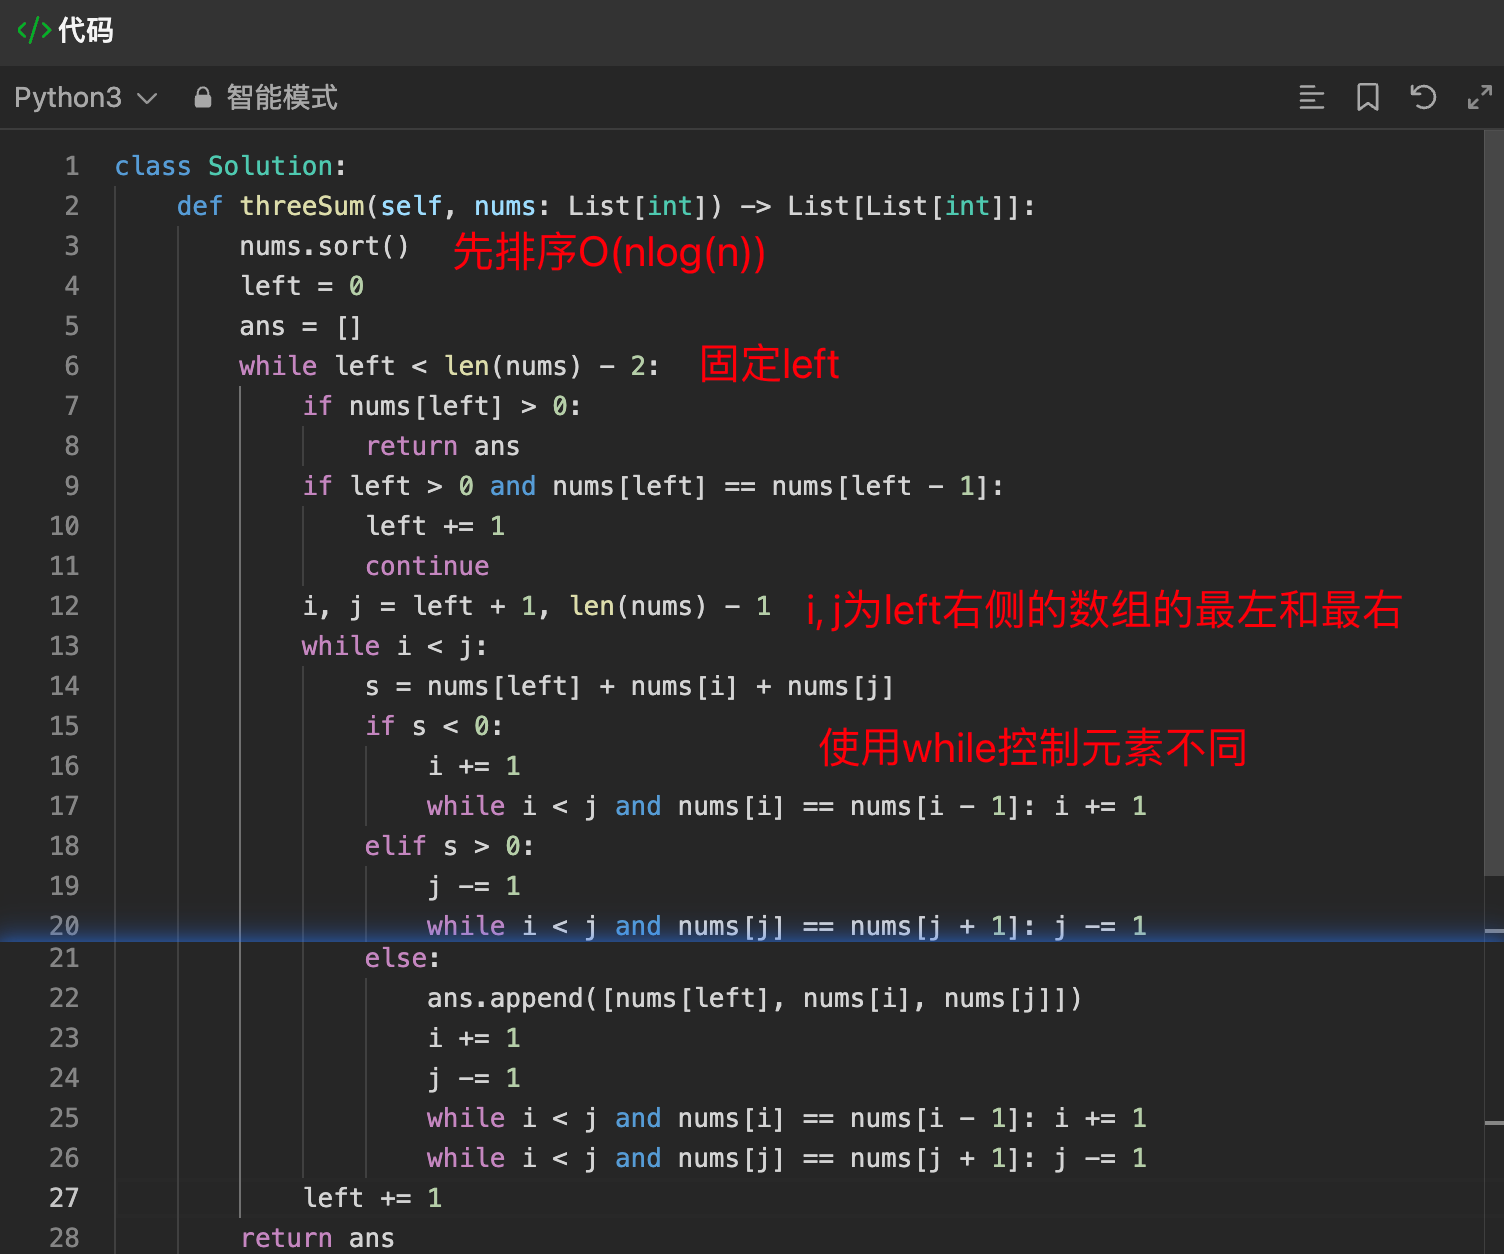 </> 代码
Python3 智能模式
1 class Solution:
2 def threeSum(self, nums: List[int]) -> List[List[int]]:
3 nums.sort() 先排序O(nlog(n))
4 left = 0
5 ans = []
6 while left < len(nums) - 2: 固定left
7 if nums[left] > 0:
8 return ans
9 if left > 0 and nums[left] == nums[left - 1]:
10 left += 1
11 continue
12 i, j = left + 1, len(nums) - 1 i, j为left右侧的数组的最左和最右
13 while i < j:
14 s = nums[left] + nums[i] + nums[j]
15 if s < 0:
使用while控制元素不同
16 i += 1
17 while i < j and nums[i] == nums[i - 1]: i += 1
18 elif s > 0:
19 j -= 1
20 while i < j and nums[j] == nums[j + 1]: j -= 1
21 else:
22 ans.append([nums[left], nums[i], nums[j]])
23 i += 1
24 j -= 1
25 while i < j and nums[i] == nums[i - 1]: i += 1
26 while i < j and nums[j] == nums[j + 1]: j -= 1
27 left += 1
28 return ans